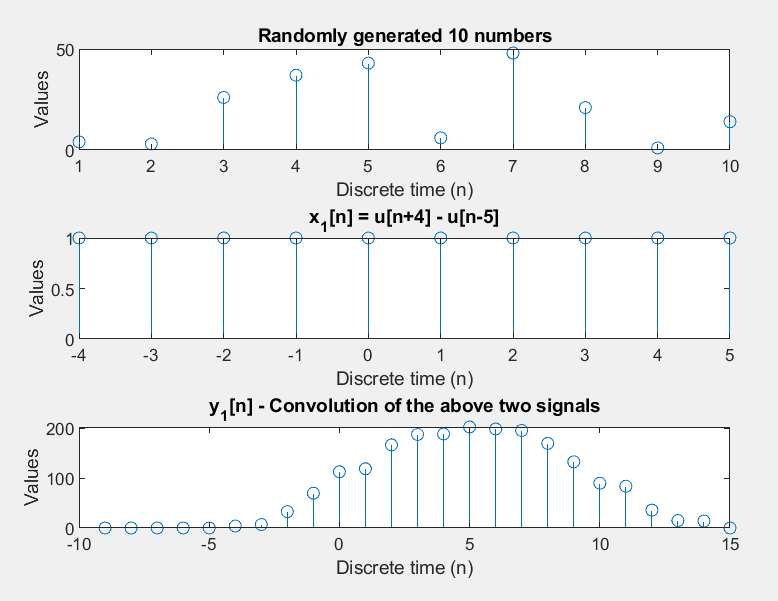 Randomly generated 10 numbers
50
0
Values
1 2 3 4 5 6 7 8 9 10
Discrete time (n)
x1[n] = u[n+4] - u[n-5]
1
0.5
0
Values
-4 -3 -2 -1 0 1 2 3 4 5
Discrete time (n)
y1[n] - Convolution of the above two signals
200
100
0
Values
-10 -5 0 5 10 15
Discrete time (n)